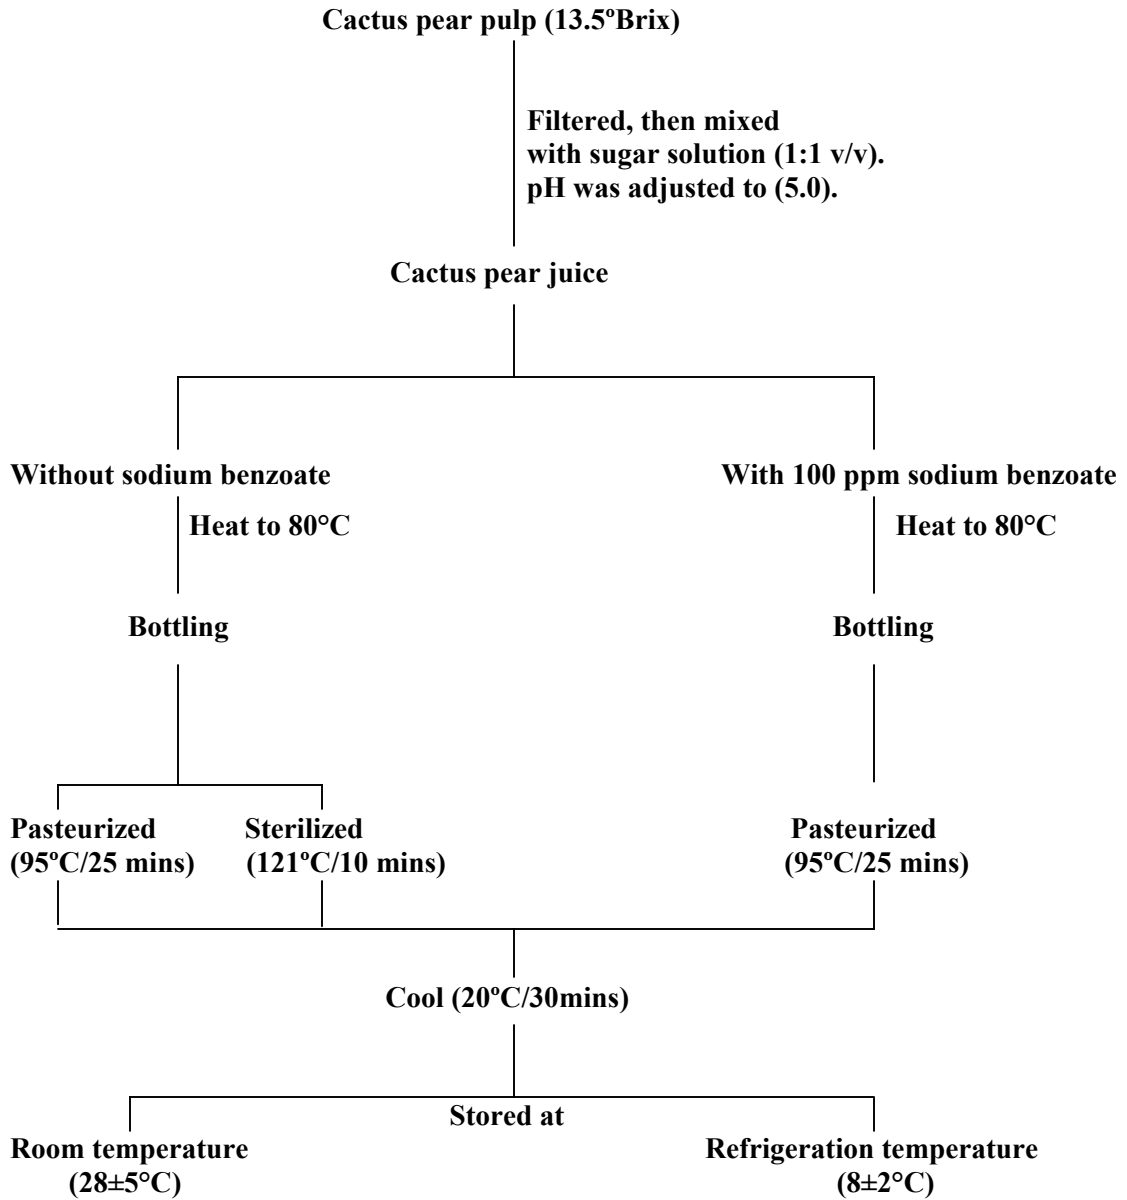 Cactus pear pulp (13.5ºBrix)
Filtered, then mixed
with sugar solution (1:1 v/v).
pH was adjusted to (5.0).
Cactus pear juice
Without sodium benzoate
With 100 ppm sodium benzoate
Heat to 80°C
Heat to 80°C
Bottling
Bottling
Pasteurized
(95ºC/25 mins)
Sterilized
(121ºC/10 mins)
Pasteurized
(95ºC/25 mins)
Cool (20ºC/30mins)
Stored at
Room temperature
(28±5°C)
Refrigeration temperature
(8±2°C)